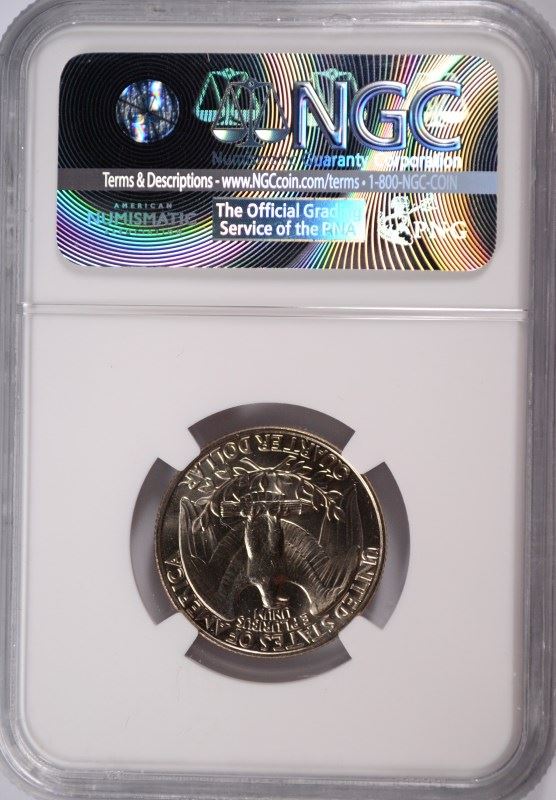 NGC
Numismatic Guaranty Corporation
Terms & Descriptions - www.NGCcoin.com/terms • 1-800-NGC-COIN
AMERICAN
NUMISMATIC
ASSOCIATION
The Official Grading
Service of the PNA
PNG
UNITED STATES OF AMERICA
E PLURIBUS
UNUM
QUARTER DOLLAR